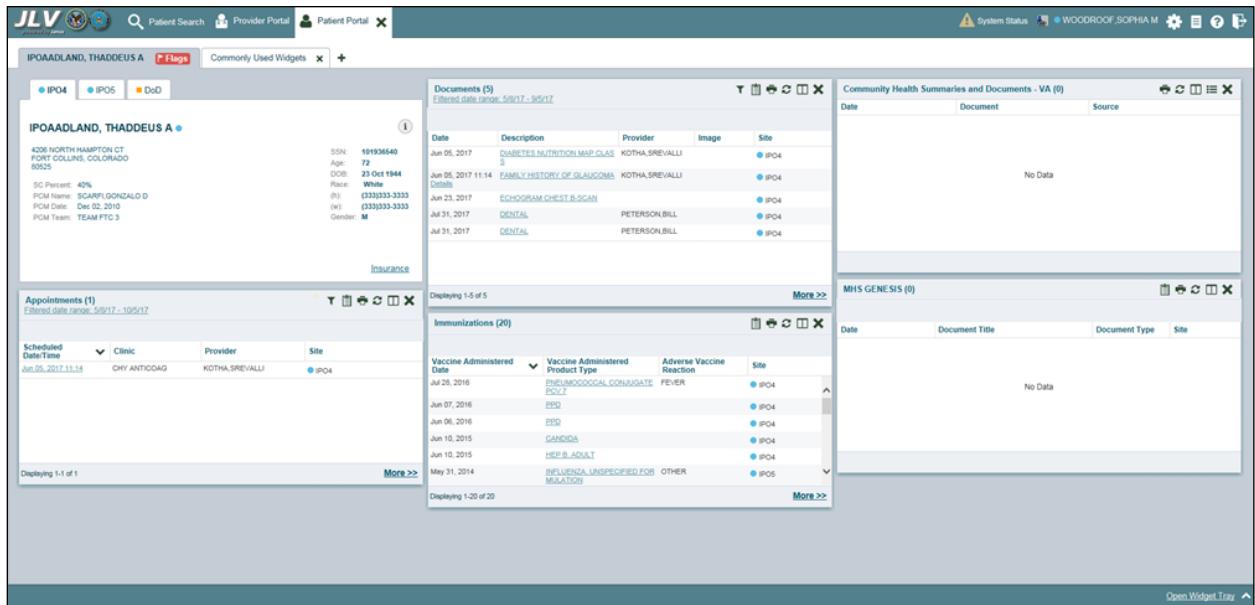 JLV
Patient Search
Provider Portal
Patient Portal
System Status
WOODROOF,SOPHIA M
IPOAADLAND, THADDEUS A
Flags
Commonly Used Widgets
IPO4
IPO5
DoD
IPOAADLAND, THADDEUS A
4206 NORTH HAMPTON CT
FORT COLLINS, COLORADO
80525
SC Percent: 40%
PCM Name: SCARFI,GONZALO D
PCM Date: Dec 02, 2010
PCM Team: TEAM FTC 3
SSN: 101936540
Age: 72
DOB: 23 Oct 1944
Race: White
(h): (333)333-3333
(w): (333)333-3333
Gender: M
Insurance
Appointments (1)
Filtered date range: 5/8/17 - 10/5/17
Scheduled Date/Time Clinic Provider Site
Jun 05, 2017 11:14 CHY ANTICOAG KOTHA,SREVALLI IPO4
Displaying 1-1 of 1 More >>
Documents (5)
Filtered date range: 5/8/17 - 9/5/17
Date Description Provider Image Site
Jun 05, 2017 DIABETES NUTRITION MAP CLAS KOTHA,SREVALLI IPO4
S
Jun 05, 2017 11:14 FAMILY HISTORY OF GLAUCOMA KOTHA,SREVALLI IPO4
Details
Jun 23, 2017 ECHOGRAM CHEST B-SCAN IPO4
Jul 31, 2017 DENTAL PETERSON,BILL IPO4
Jul 31, 2017 DENTAL PETERSON,BILL IPO4
Displaying 1-5 of 5 More >>
Immunizations (20)
Vaccine Administered Vaccine Administered Adverse Vaccine Site
Date Product Type Reaction
Jul 28, 2016 PNEUMOCOCCAL CONJUGATE FEVER IPO4
PCV 7
Jun 07, 2016 PPD IPO4
Jun 06, 2016 PPD IPO4
Jun 10, 2015 CANDIDA IPO4
Jun 10, 2015 HEP B, ADULT IPO4
May 31, 2014 INFLUENZA, UNSPECIFIED FOR OTHER IPO5
MULATION
Displaying 1-20 of 20 More >>
Community Health Summaries and Documents - VA (0)
Date Document Source
No Data
MHS GENESIS (0)
Date Document Title Document Type Site
No Data
Open Widget Tray